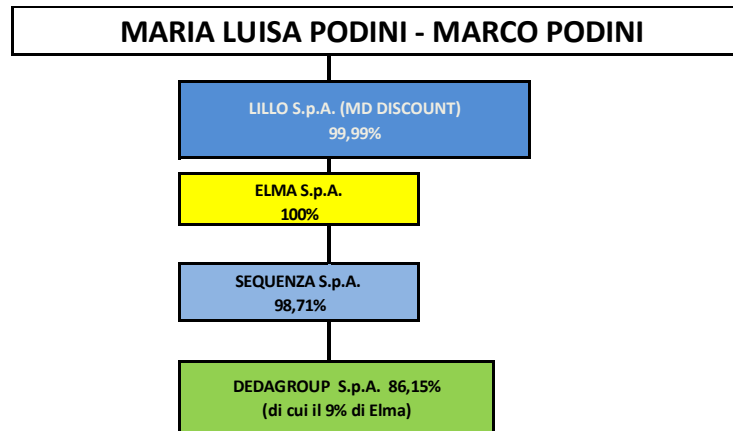 MARIA LUISA PODINI - MARCO PODINI
LILLO S.p.A. (MD DISCOUNT)
99,99%
ELMA S.p.A.
100%
SEQUENZA S.p.A.
98,71%
DEDAGROUP S.p.A. 86,15%
(di cui il 9% di Elma)